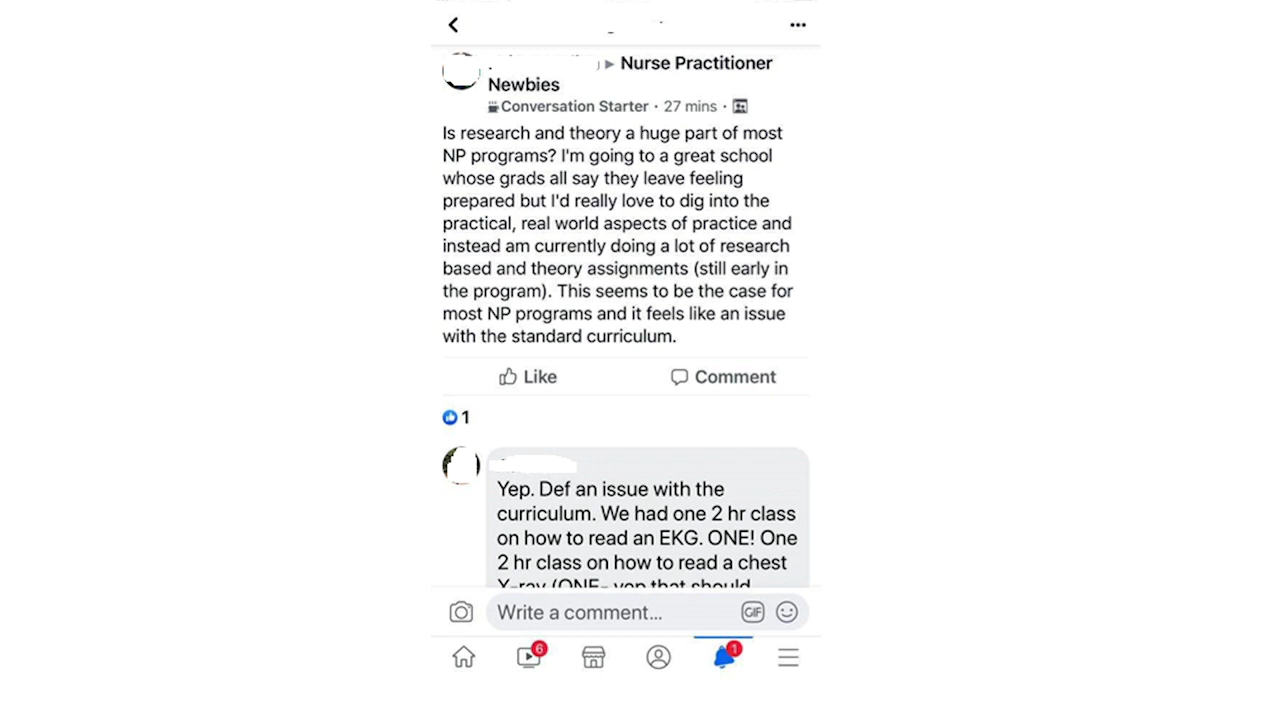 Nurse Practitioner
Newbies
Conversation Starter · 27 mins ·
Is research and theory a huge part of most
NP programs? I'm going to a great school
whose grads all say they leave feeling
prepared but I'd really love to dig into the
practical, real world aspects of practice and
instead am currently doing a lot of research
based and theory assignments (still early in
the program). This seems to be the case for
most NP programs and it feels like an issue
with the standard curriculum.
Like Comment
1
Yep. Def an issue with the
curriculum. We had one 2 hr class
on how to read an EKG. ONE! One
2 hr class on how to read a chest
X-ray (ONE- yep that should
Write a comment... GIF
6 1